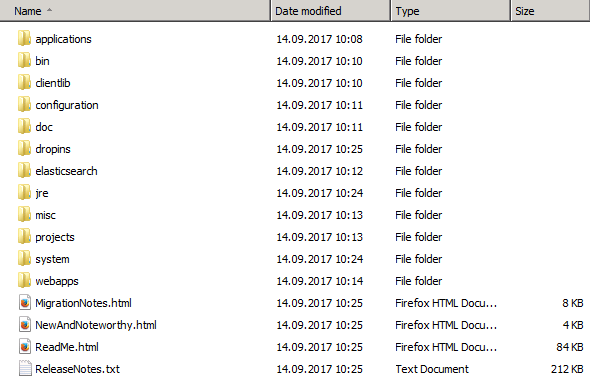 Name Date modified Type Size
applications 14.09.2017 10:08 File folder
bin 14.09.2017 10:10 File folder
clientlib 14.09.2017 10:10 File folder
configuration 14.09.2017 10:11 File folder
doc 14.09.2017 10:11 File folder
dropins 14.09.2017 10:25 File folder
elasticsearch 14.09.2017 10:12 File folder
jre 14.09.2017 10:24 File folder
misc 14.09.2017 10:13 File folder
projects 14.09.2017 10:13 File folder
system 14.09.2017 10:24 File folder
webapps 14.09.2017 10:14 File folder
MigrationNotes.html 14.09.2017 10:25 Firefox HTML Docu... 8 KB
NewAndNoteworthy.html 14.09.2017 10:25 Firefox HTML Docu... 4 KB
ReadMe.html 14.09.2017 10:25 Firefox HTML Docu... 84 KB
ReleaseNotes.txt 14.09.2017 10:25 Text Document 212 KB